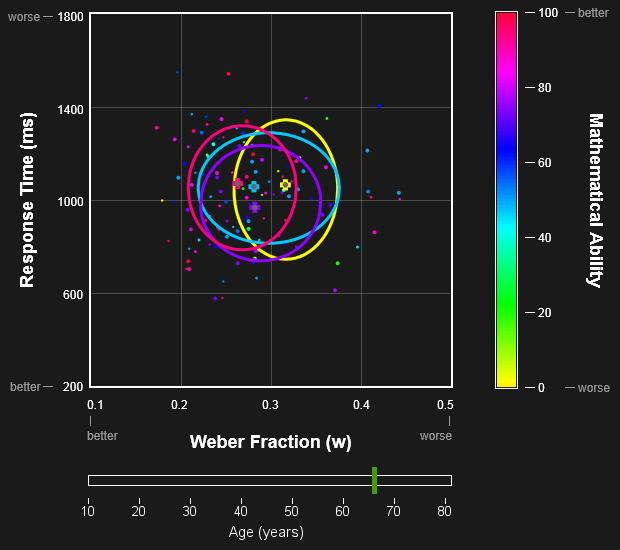 worse
1800
1400
1000
600
200
better
Response Time (ms)
0.1
0.2
0.3
0.4
0.5
better
worse
Weber Fraction (w)
10
20
30
40
50
60
70
80
Age (years)
100
better
80
60
40
20
0
worse
Mathematical Ability